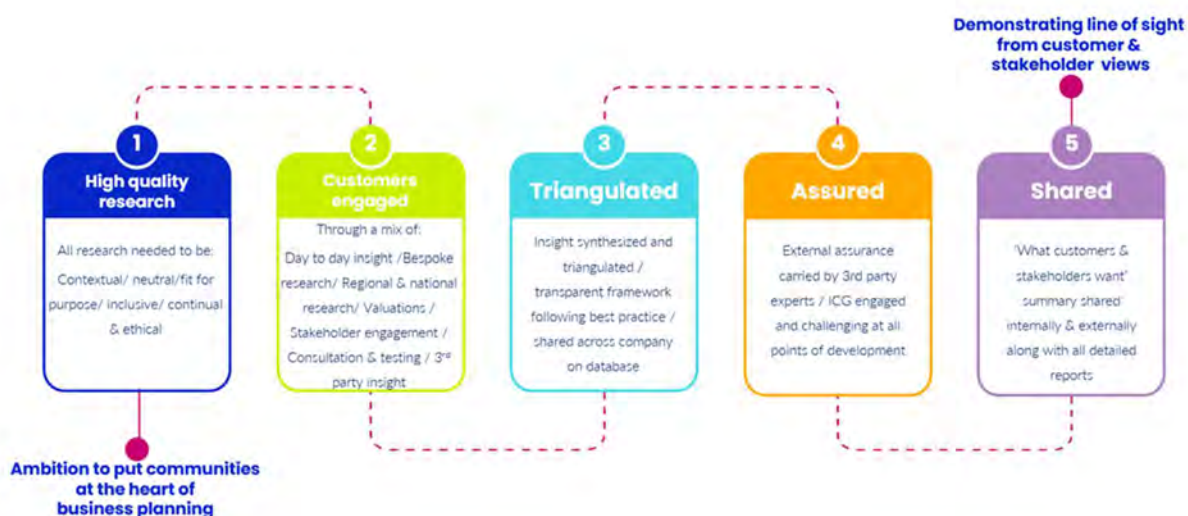 Demonstrating line of sight
from customer &
stakeholder views
1
High quality
research
All research needed to be:
Contextual/ neutral/fit for
purpose/ inclusive/ continual
& ethical
Ambition to put communities
at the heart of
business planning
2
Customers
engaged
Through a mix of:
Day to day insight /Bespoke
research/ Regional & national
research/ Valuations /
Stakeholder engagement /
Consultation & testing / 3rd
party insight
3
Triangulated
Insight synthesized and
triangulated /
transparent framework
following best practice /
shared across company
on database
4
Assured
External assurance
carried by 3rd party
experts / ICG engaged
and challenging at all
points of development
5
Shared
'What customers &
stakeholders want'
summary shared
internally & externally
along with all detailed
reports